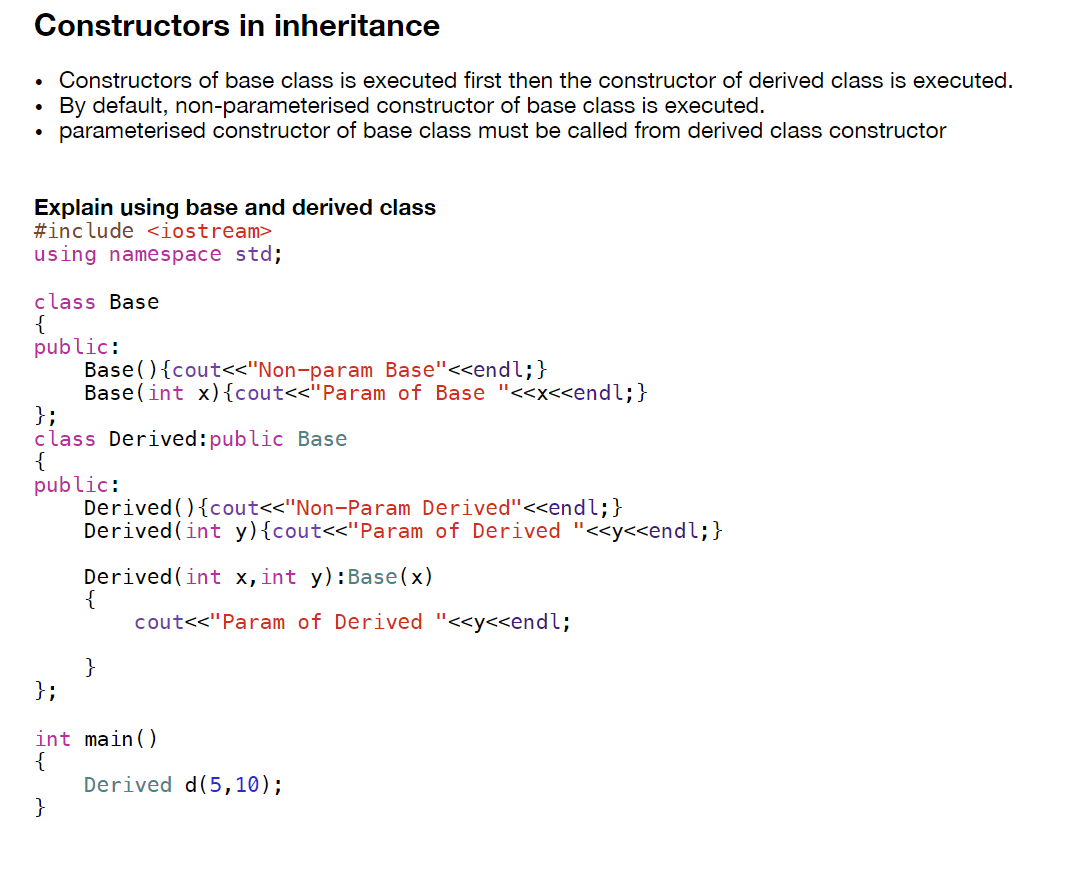 Constructors in inheritance
• Constructors of base class is executed first then the constructor of derived class is executed.
• By default, non-parameterised constructor of base class is executed.
• parameterised constructor of base class must be called from derived class constructor
Explain using base and derived class
#include <iostream>
using namespace std;
class Base
{
public:
    Base(){cout<<"Non-param Base"<<endl;}
    Base(int x){cout<<"Param of Base "<<x<<endl;}
};
class Derived:public Base
{
public:
    Derived(){cout<<"Non-Param Derived"<<endl;}
    Derived(int y){cout<<"Param of Derived "<<y<<endl;}
    Derived(int x,int y):Base(x)
    {
        cout<<"Param of Derived "<<y<<endl;
    }
};
int main()
{
    Derived d(5,10);
}